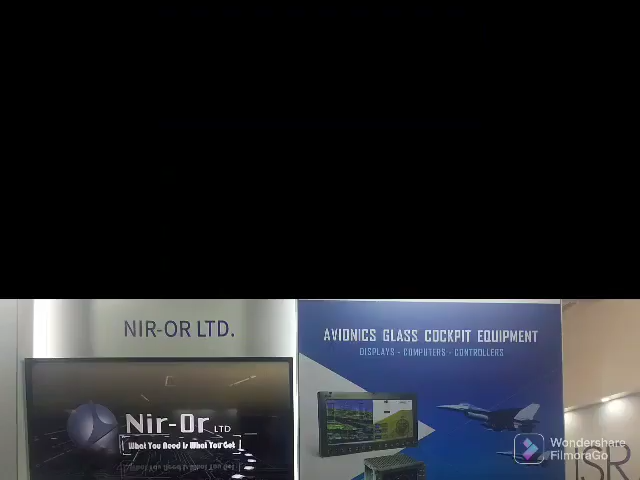 NIR-OR LTD.
AVIONICS GLASS COCKPIT EQUIPMENT
DISPLAYS - COMPUTERS - CONTROLLERS
Nir-Or LTD
What You Need Is What You Get
Wondershare
FilmoraGo
ISR